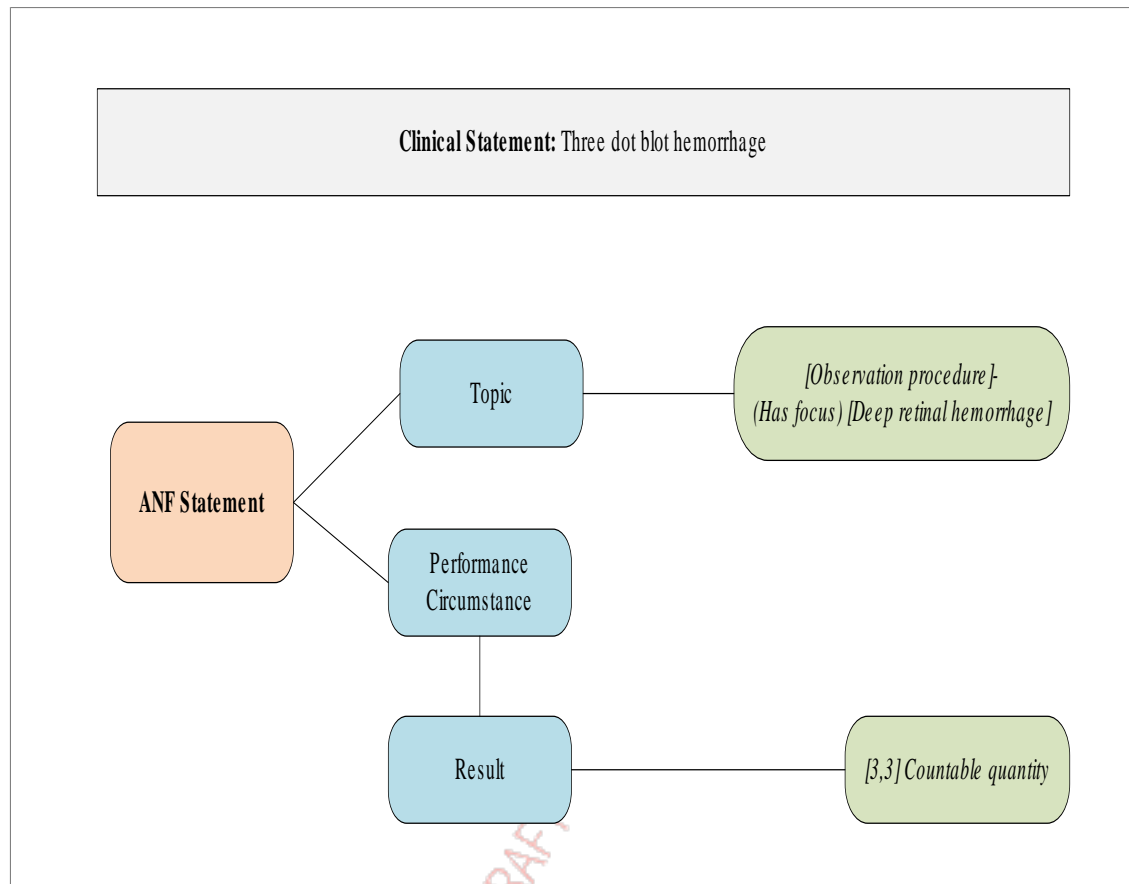 Clinical Statement: Three dot blot hemorrhage
Topic
[Observation procedure]-
(Has focus) [Deep retinal hemorrhage]
ANF Statement
Performance
Circumstance
Result
[3,3] Countable quantity